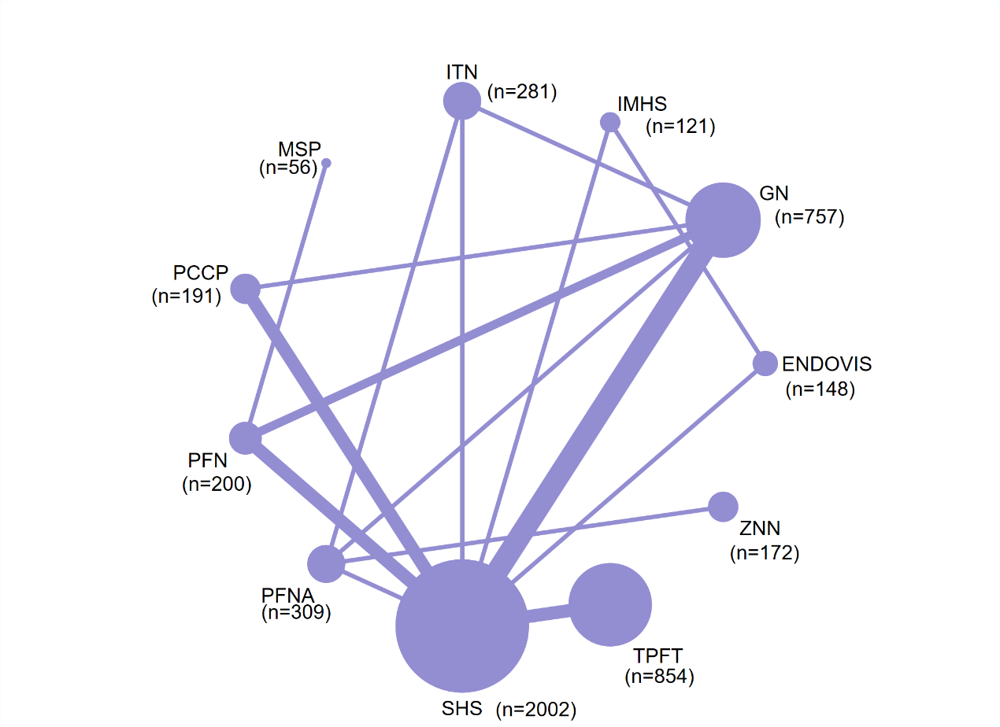 ITN
(n=281)
IMHS
(n=121)
MSP
(n=56)
GN
(n=757)
PCCP
(n=191)
ENDOVIS
(n=148)
PFN
(n=200)
ZNN
(n=172)
PFNA
(n=309)
TPFT
(n=854)
SHS (n=2002)